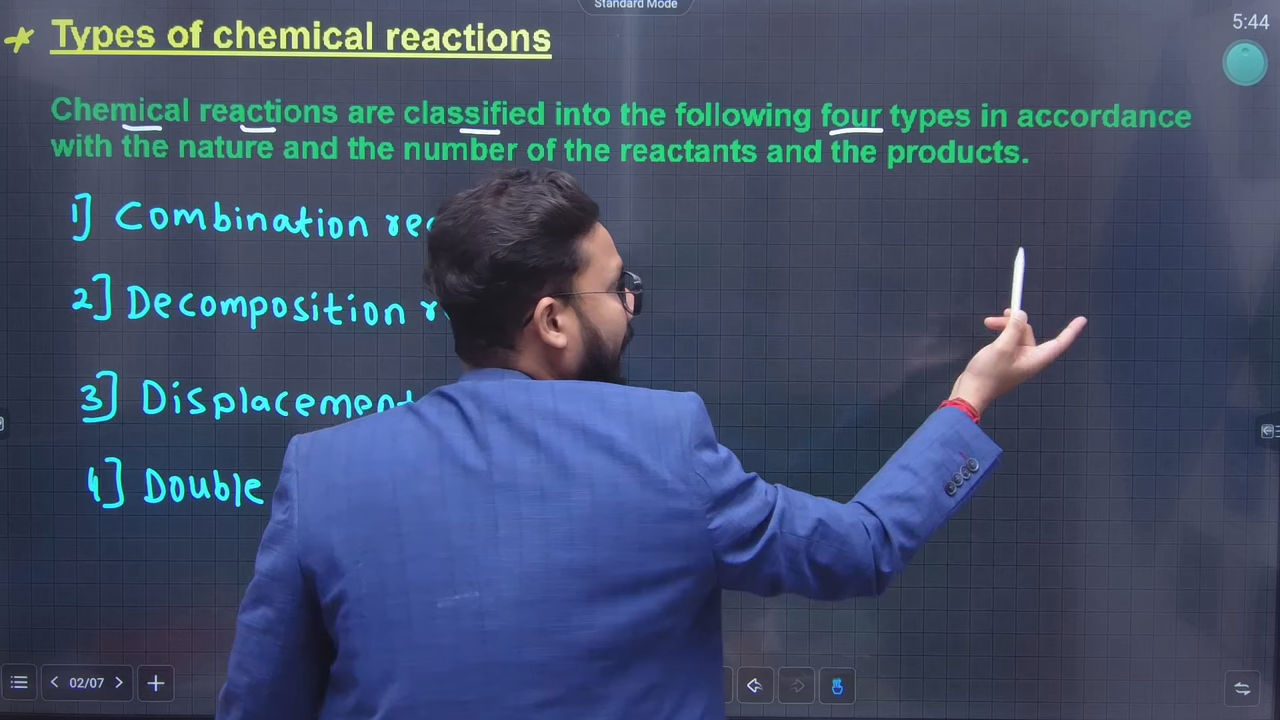 Standard Mode
5:44
* Types of chemical reactions
Chemical reactions are classified into the following four types in accordance
with the nature and the number of the reactants and the products.
1] Combination
2] Decomposition
3] Displacement
4] Double
02/07